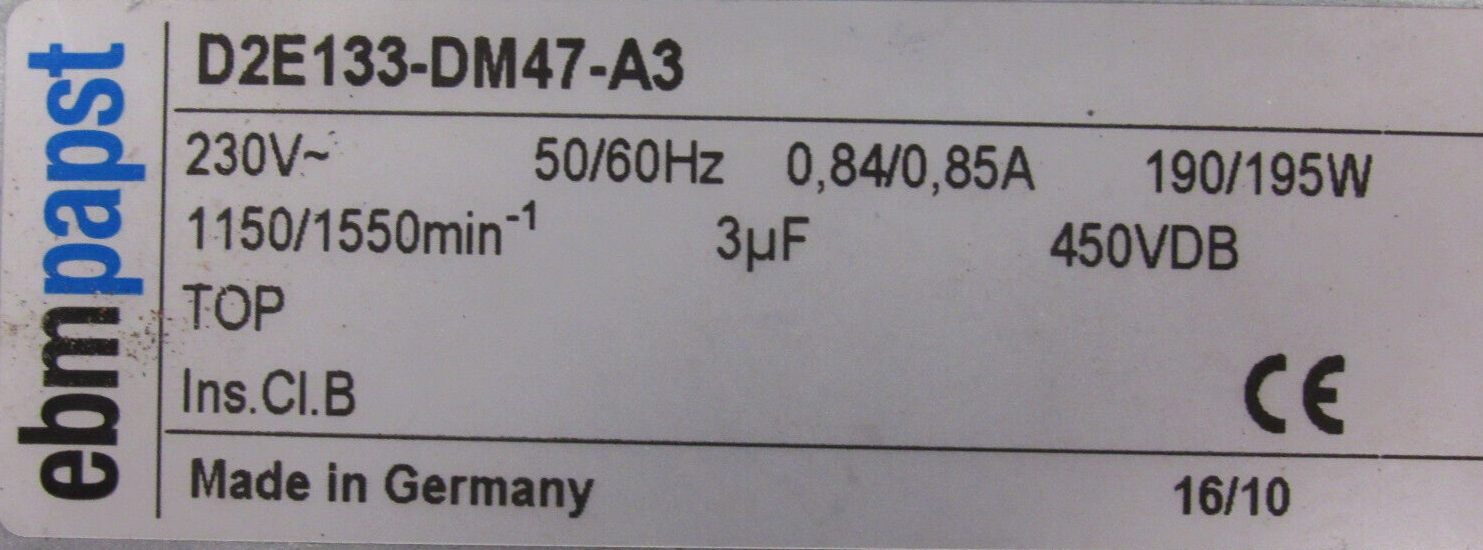 ebmpapst
D2E133-DM47-A3
230V~ 50/60Hz 0,84/0,85A 190/195W
1150/1550min⁻¹ 3µF 450VDB
TOP
Ins.Cl.B
CE
Made in Germany 16/10